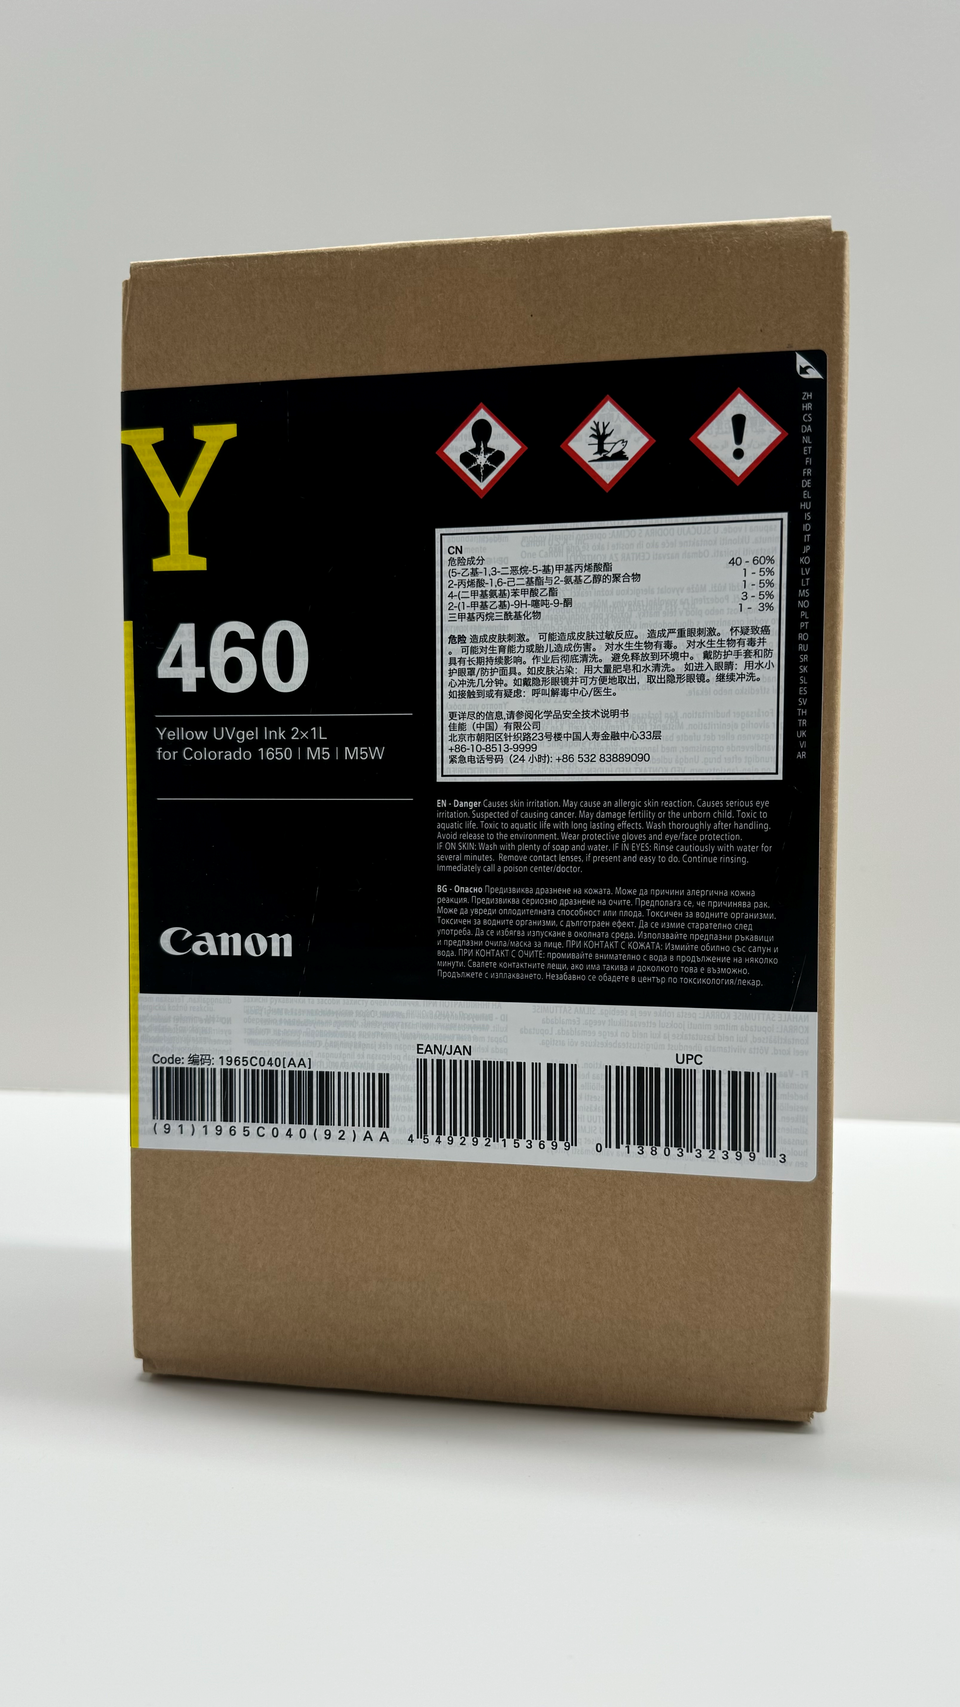 Y
460
Yellow UVgel Ink 2×1L
for Colorado 1650 | M5 | M5W
Canon
ZH
HR
CS
DA
NL
ET
FI
FR
DE
EL
HU
IS
ID
IT
JP
KO
LV
LT
MS
NO
PL
PT
RO
RU
SR
SK
SL
ES
SV
TH
TR
UK
VI
AR
CN
危险成分
(5-乙基-1,3-二恶烷-5-基)甲基丙烯酸酯 40 - 60%
2-丙烯酸-1,6-己二基酯与2-氨基乙醇的聚合物 1 - 5%
4-(二甲基氨基)苯甲酸乙酯 1 - 5%
2-(1-甲基乙基)-9H-噻吨-9-酮 3 - 5%
三甲基丙烷三酰基化物 1 - 3%
危险 造成皮肤刺激。 可能造成皮肤过敏反应。 造成严重眼刺激。 怀疑致癌
。 可能对生育能力或胎儿造成伤害。 对水生生物有毒。 对水生生物有毒并
具有长期持续影响。作业后彻底清洗。 避免释放到环境中。 戴防护手套和防
护眼罩/防护面具。如皮肤沾染：用大量肥皂和水清洗。 如进入眼睛：用水小
心冲洗几分钟。如戴隐形眼镜并可方便地取出，取出隐形眼镜。继续冲洗。
如接触到或有疑虑：呼叫解毒中心/医生。
更详尽的信息,请参阅化学品安全技术说明书
佳能（中国）有限公司
北京市朝阳区针织路23号楼中国人寿金融中心33层
+86-10-8513-9999
紧急电话号码（24 小时): +86 532 83889090
EN - Danger Causes skin irritation. May cause an allergic skin reaction. Causes serious eye
irritation. Suspected of causing cancer. May damage fertility or the unborn child. Toxic to
aquatic life. Toxic to aquatic life with long lasting effects. Wash thoroughly after handling.
Avoid release to the environment. Wear protective gloves and eye/face protection.
IF ON SKIN: Wash with plenty of soap and water. IF IN EYES: Rinse cautiously with water for
several minutes. Remove contact lenses, if present and easy to do. Continue rinsing.
Immediately call a poison center/doctor.
BG - Опасно Предизвиква дразнене на кожата. Може да причини алергична кожна
реакция. Предизвиква сериозно дразнене на очите. Предполага се, че причинява рак.
Може да увреди оплодителната способност или плода. Токсичен за водните организми.
Токсичен за водните организми, с дълготраен ефект. Да се измие старателно след
употреба. Да се избягва изпускане в околната среда. Използвайте предпазни ръкавици
и предпазни очила/маска за лице. ПРИ КОНТАКТ С КОЖАТА: Измийте обилно със сапун и
вода. ПРИ КОНТАКТ С ОЧИТЕ: промивайте внимателно с вода в продължение на няколко
минути. Свалете контактните лещи, ако има такива и доколкото това е възможно.
Продължете с изплакването. Незабавно се обадете в център по токсикология/лекар.
Code: 编码: 1965C040[AA]
(91)1965C040(92)AA
EAN/JAN
4 549292 153699
UPC
0 13803 32399 3